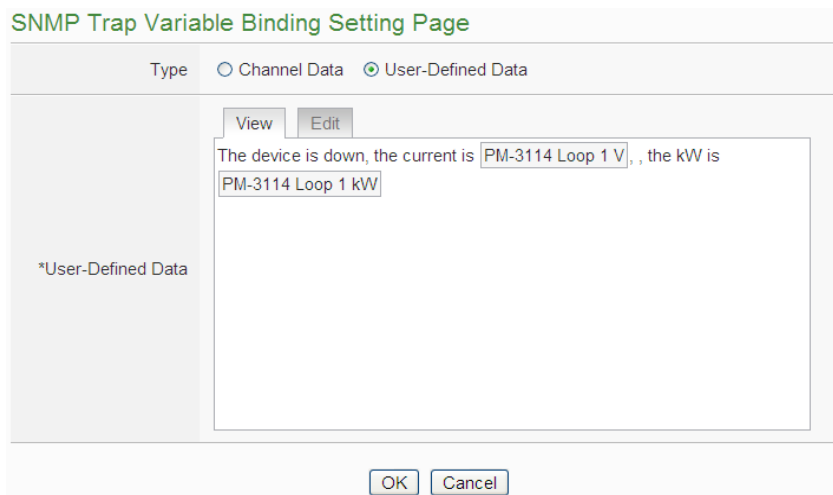 SNMP Trap Variable Binding Setting Page
Type Channel Data User-Defined Data
View Edit
The device is down, the current is PM-3114 Loop 1 V, , the kW is
PM-3114 Loop 1 kW
*User-Defined Data
OK Cancel